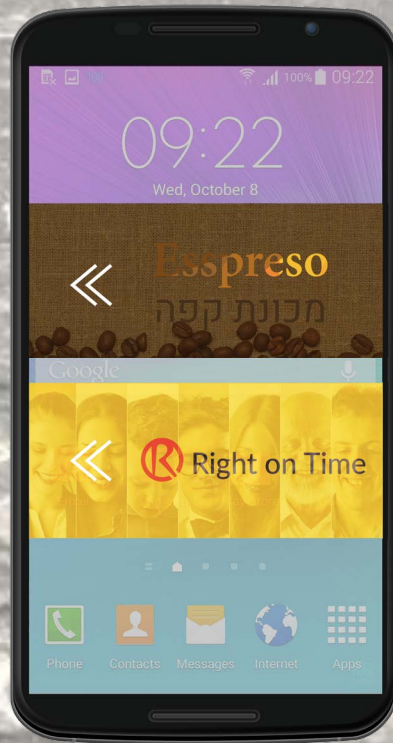 100% 09:22
09:22
Wed, October 8
Esspreso
מכונת קפה
Google
Right on Time
Phone Contacts Messages Internet Apps